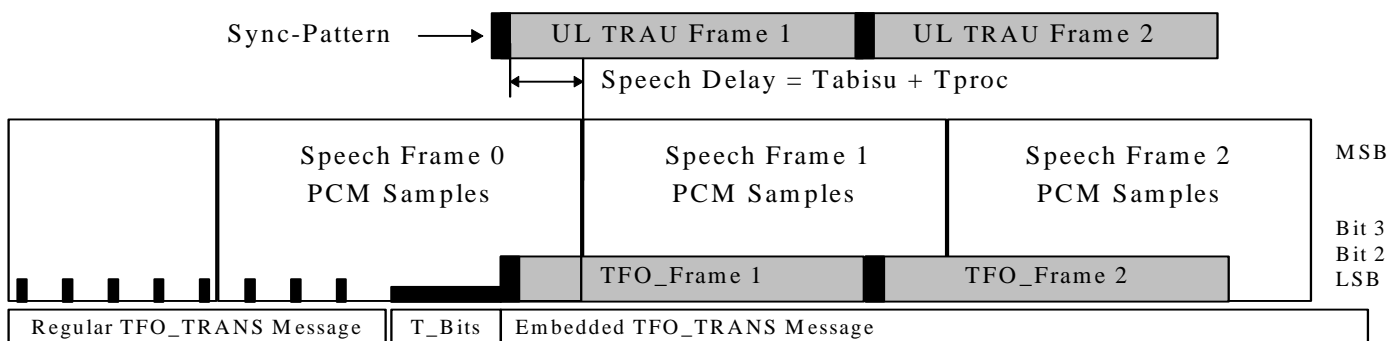 Sync-Pattern
UL TRAU Frame 1
UL TRAU Frame 2
Speech Delay = Tabisu + Tproc
Speech Frame 0
PCM Samples
Speech Frame 1
PCM Samples
Speech Frame 2
PCM Samples
MSB
Bit 3
Bit 2
LSB
TFO_Frame 1
TFO_Frame 2
Regular TFO_TRANS Message
T_Bits
Embedded TFO_TRANS Message